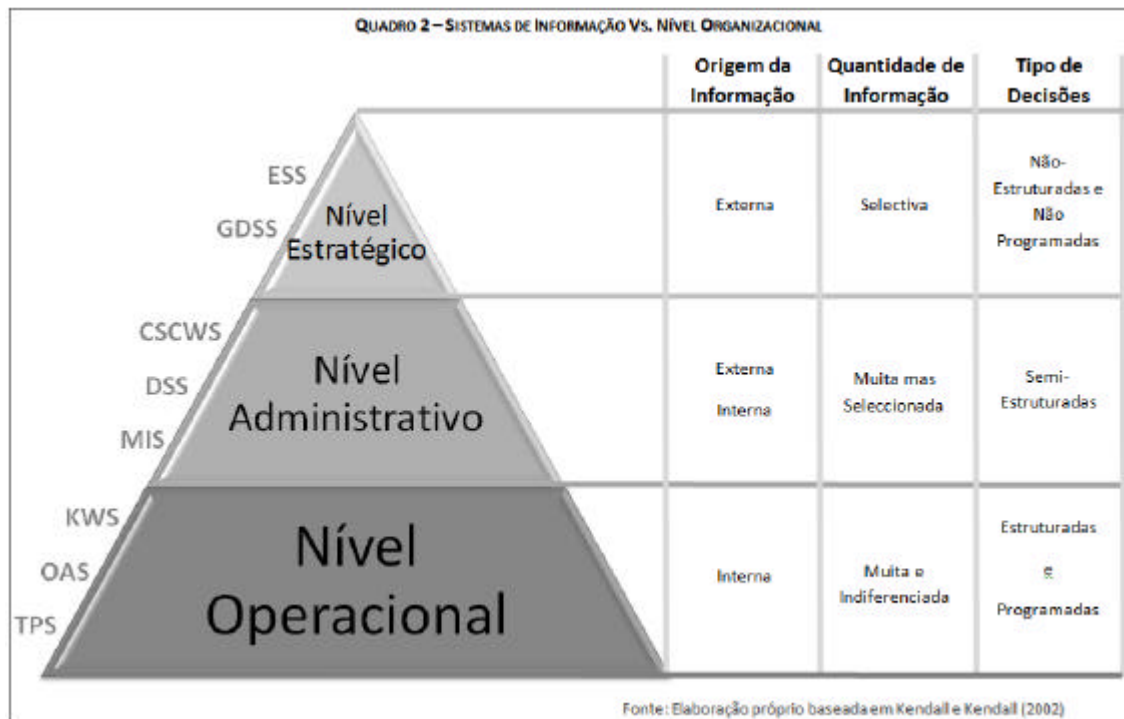 QUADRO 2 – SISTEMAS DE INFORMAÇÃO VS. NÍVEL ORGANIZACIONAL
Origem da
Informação
Quantidade de
Informação
Tipo de
Decisões
ESS
GDSS
Nível
Estratégico
Externa
Selectiva
Não-
Estruturadas e
Não
Programadas
CSCWS
DSS
MIS
Nível
Administrativo
Externa
Interna
Muita mas
Seleccionada
Semi-
Estruturadas
KWS
OAS
TPS
Nível
Operacional
Interna
Muita e
Indiferenciada
Estruturadas
e
Programadas
Fonte: Elaboração próprio baseada em Kendall e Kendall (2002)